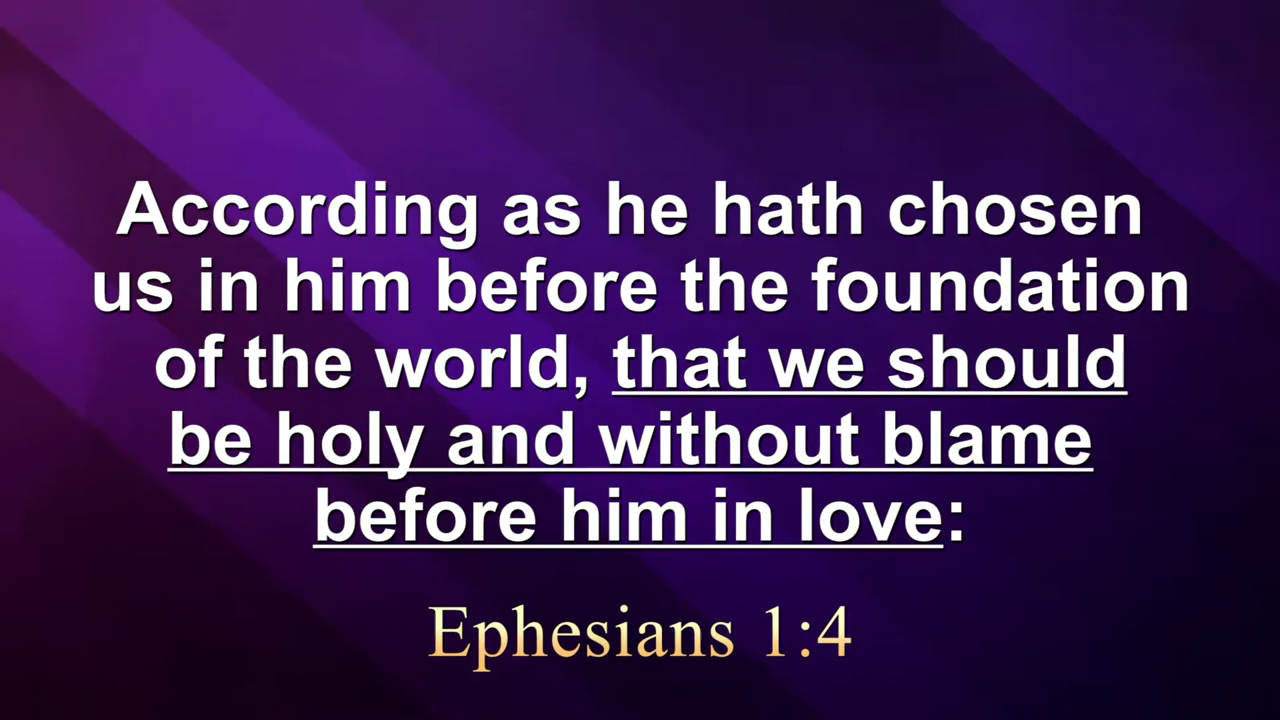 According as he hath chosen
us in him before the foundation
of the world, that we should
be holy and without blame
before him in love:
Ephesians 1:4